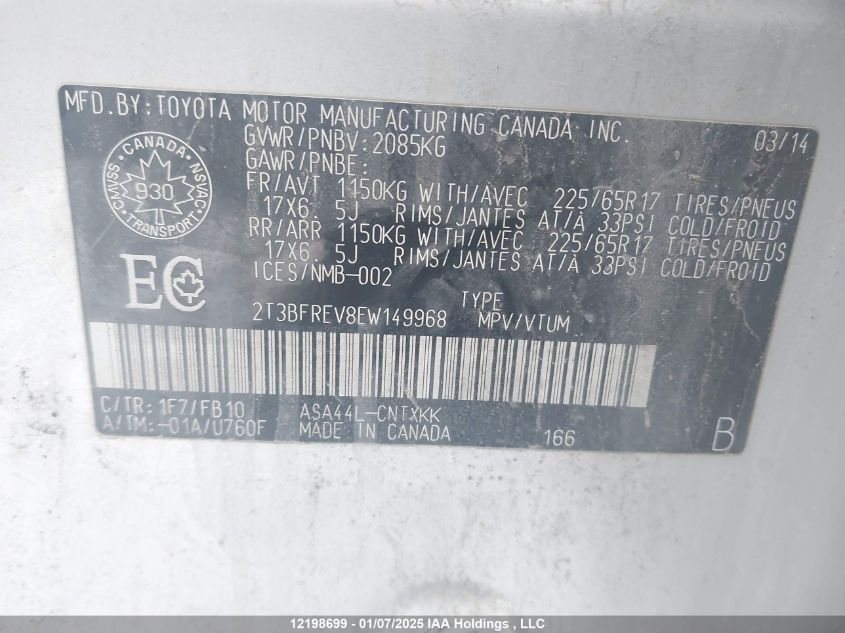 MFD.BY:TOYOTA MOTOR MANUFACTURING CANADA INC. 03/14
GVWR/PNBV:2085KG
GAWR/PNBE:
FR/AVT 1150KG WITH/AVEC 225/65R17 TIRES/PNEUS
17X6.5J RIMS/JANTES AT/À 33PSI COLD/FROID
RR/ARR 1150KG WITH/AVEC 225/65R17 TIRES/PNEUS
17X6.5J RIMS/JANTES AT/À 33PSI COLD/FROID
ICES/NMB-002
CANADA
CMVSS 930 NSVAC
TRANSPORT
EC
TYPE
2T3BFREV8EW149968 MPV/VTUM
C/TR:1F7/FB10 ASA44L-CNTXKK
A/TM:-01A/U760F MADE IN CANADA 166 B
12198699 - 01/07/2025 IAA Holdings, LLC